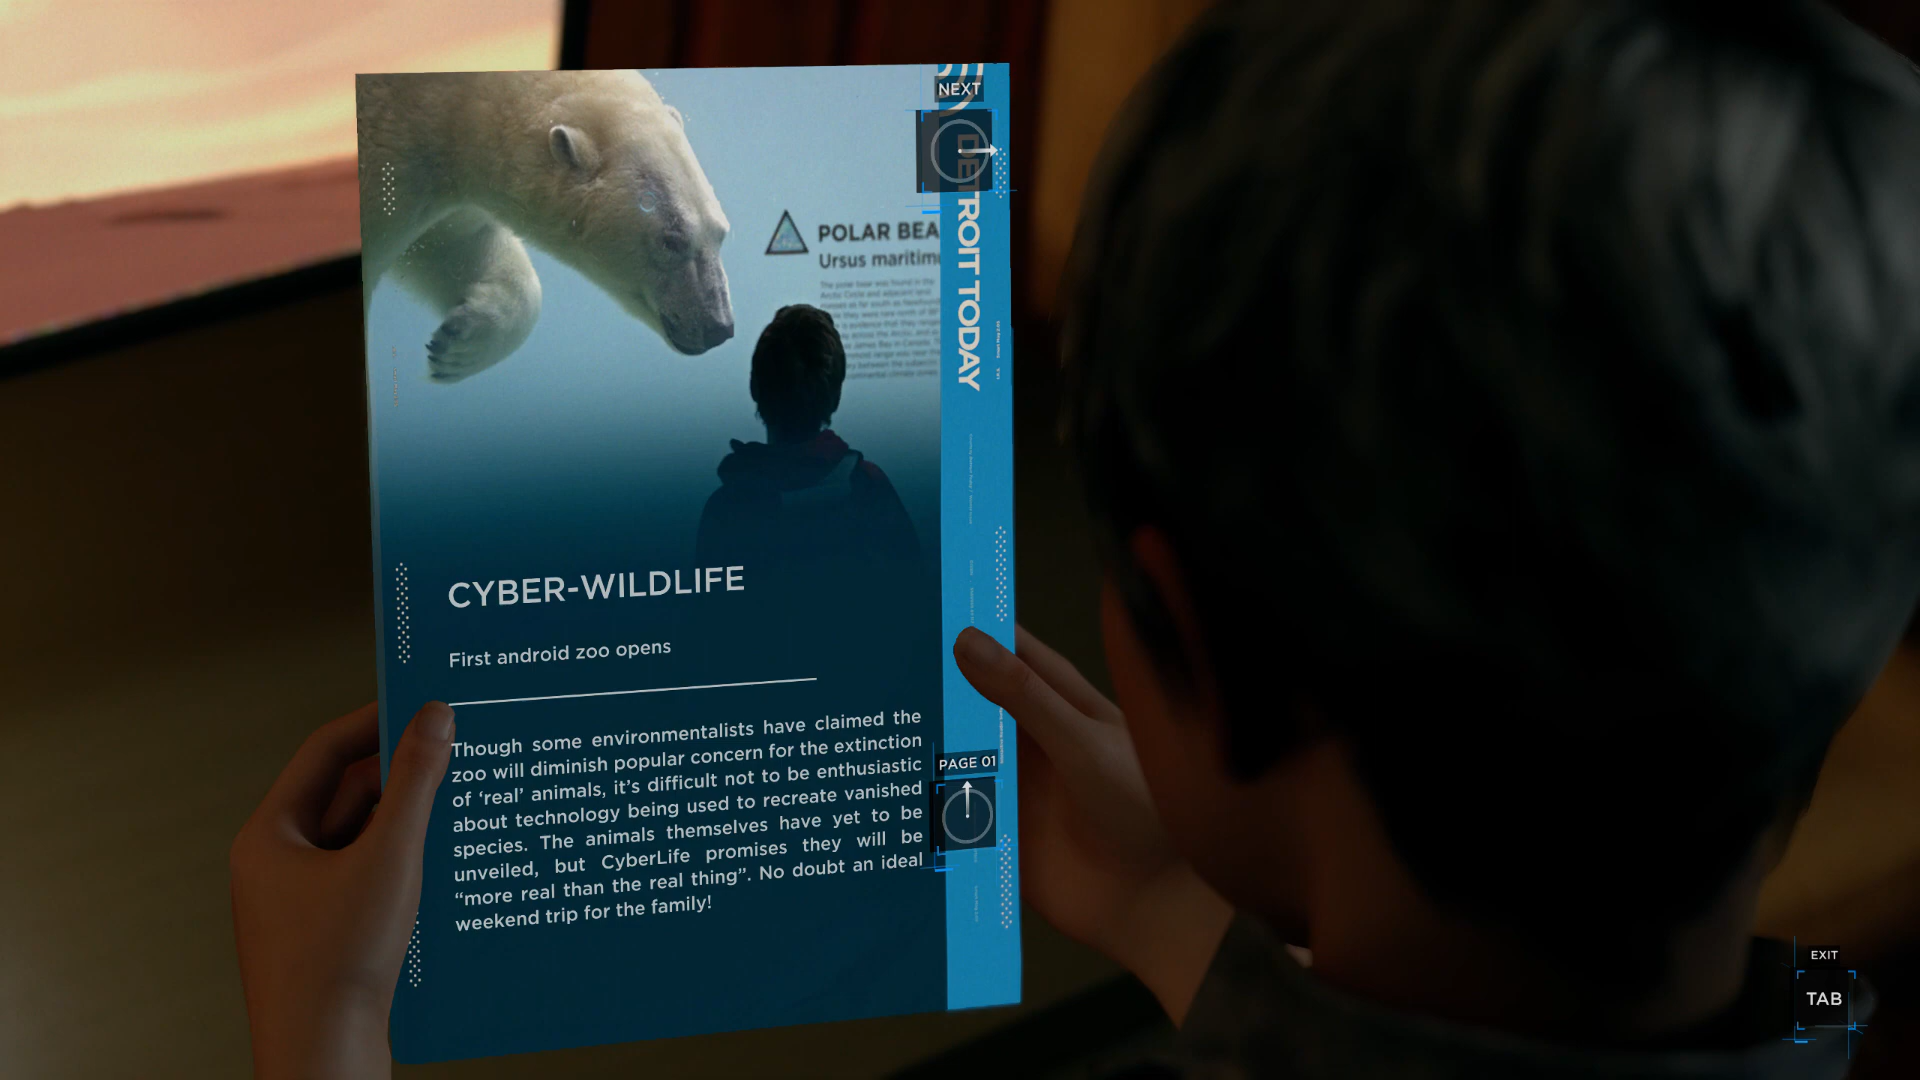 NEXT
DETROIT TODAY
POLAR BEA
Ursus maritim
CYBER-WILDLIFE
First android zoo opens
Though some environmentalists have claimed the
zoo will diminish popular concern for the extinction
of ‘real’ animals, it’s difficult not to be enthusiastic
about technology being used to recreate vanished
species. The animals themselves have yet to be
unveiled, but CyberLife promises they will be
“more real than the real thing”. No doubt an ideal
weekend trip for the family!
PAGE 01
EXIT
TAB